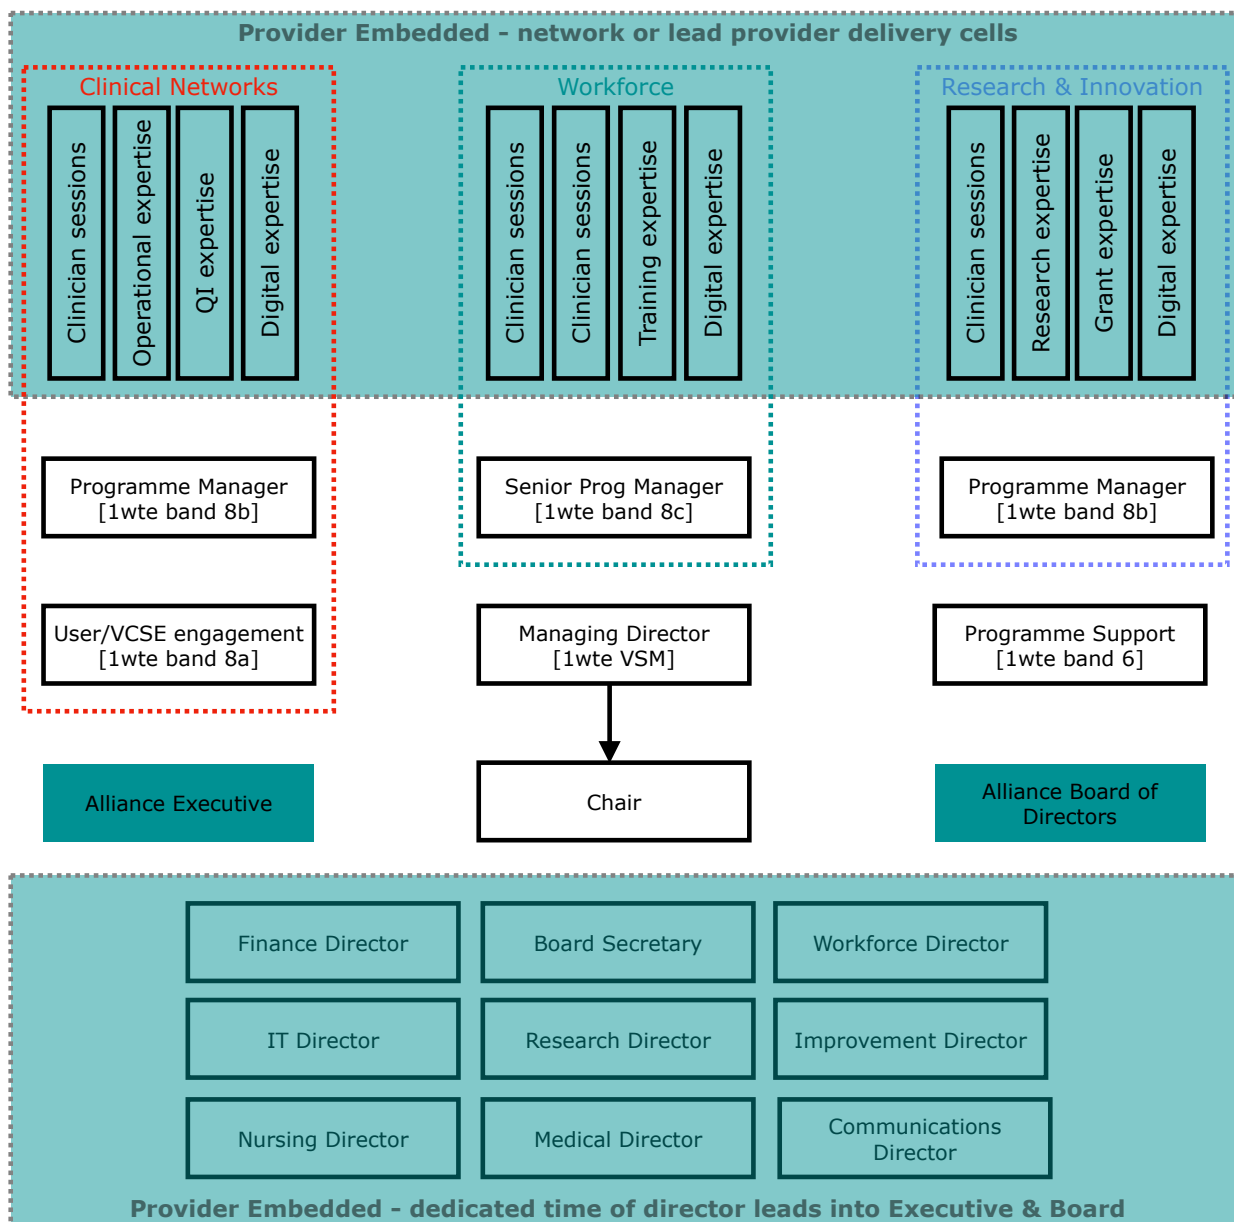 Provider Embedded - network or lead provider delivery cells
Clinical Networks
Clinician sessions
Operational expertise
QI expertise
Digital expertise
Workforce
Clinician sessions
Clinician sessions
Training expertise
Digital expertise
Research & Innovation
Clinician sessions
Research expertise
Grant expertise
Digital expertise
Programme Manager
[1wte band 8b]
Senior Prog Manager
[1wte band 8c]
Programme Manager
[1wte band 8b]
User/VCSE engagement
[1wte band 8a]
Managing Director
[1wte VSM]
Programme Support
[1wte band 6]
Alliance Executive
Chair
Alliance Board of
Directors
Finance Director
Board Secretary
Workforce Director
IT Director
Research Director
Improvement Director
Nursing Director
Medical Director
Communications
Director
Provider Embedded - dedicated time of director leads into Executive & Board